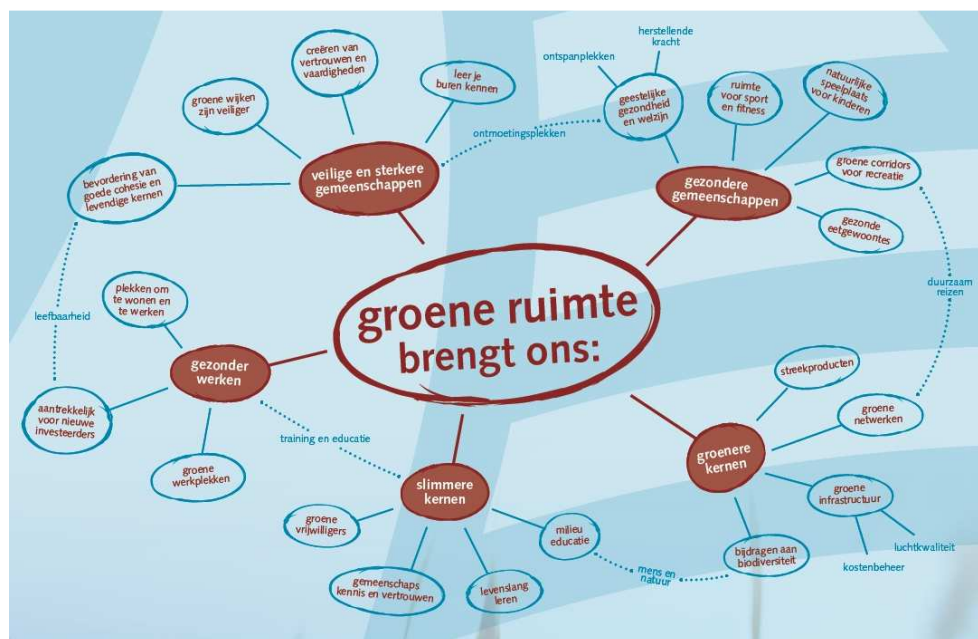 groene ruimte
brengt ons:
veilige en sterkere
gemeenschappen
creëren van
vertrouwen en
vaardigheden
leer je
buren kennen
groene wijken
zijn veiliger
bevordering van
goede cohesie en
levendige kernen
ontmoetingsplekken
gezondere
gemeenschappen
geestelijke
gezondheid
en welzijn
ontspanplekken
herstellende
kracht
ruimte
voor sport
en fitness
natuurlijke
speelplaats
voor kinderen
groene corridors
voor recreatie
gezonde
eetgewoontes
duurzaam
reizen
groenere
kernen
streekproducten
groene
netwerken
groene
infrastructuur
luchtkwaliteit
kostenbeheer
bijdragen aan
biodiversiteit
mens en
natuur
slimmere
kernen
milieu
educatie
levenslang
leren
gemeenschaps
kennis en vertrouwen
groene
vrijwilligers
training en educatie
gezonder
werken
plekken om
te wonen en
te werken
aantrekkelijk
voor nieuwe
investeerders
groene
werkplekken
leefbaarheid